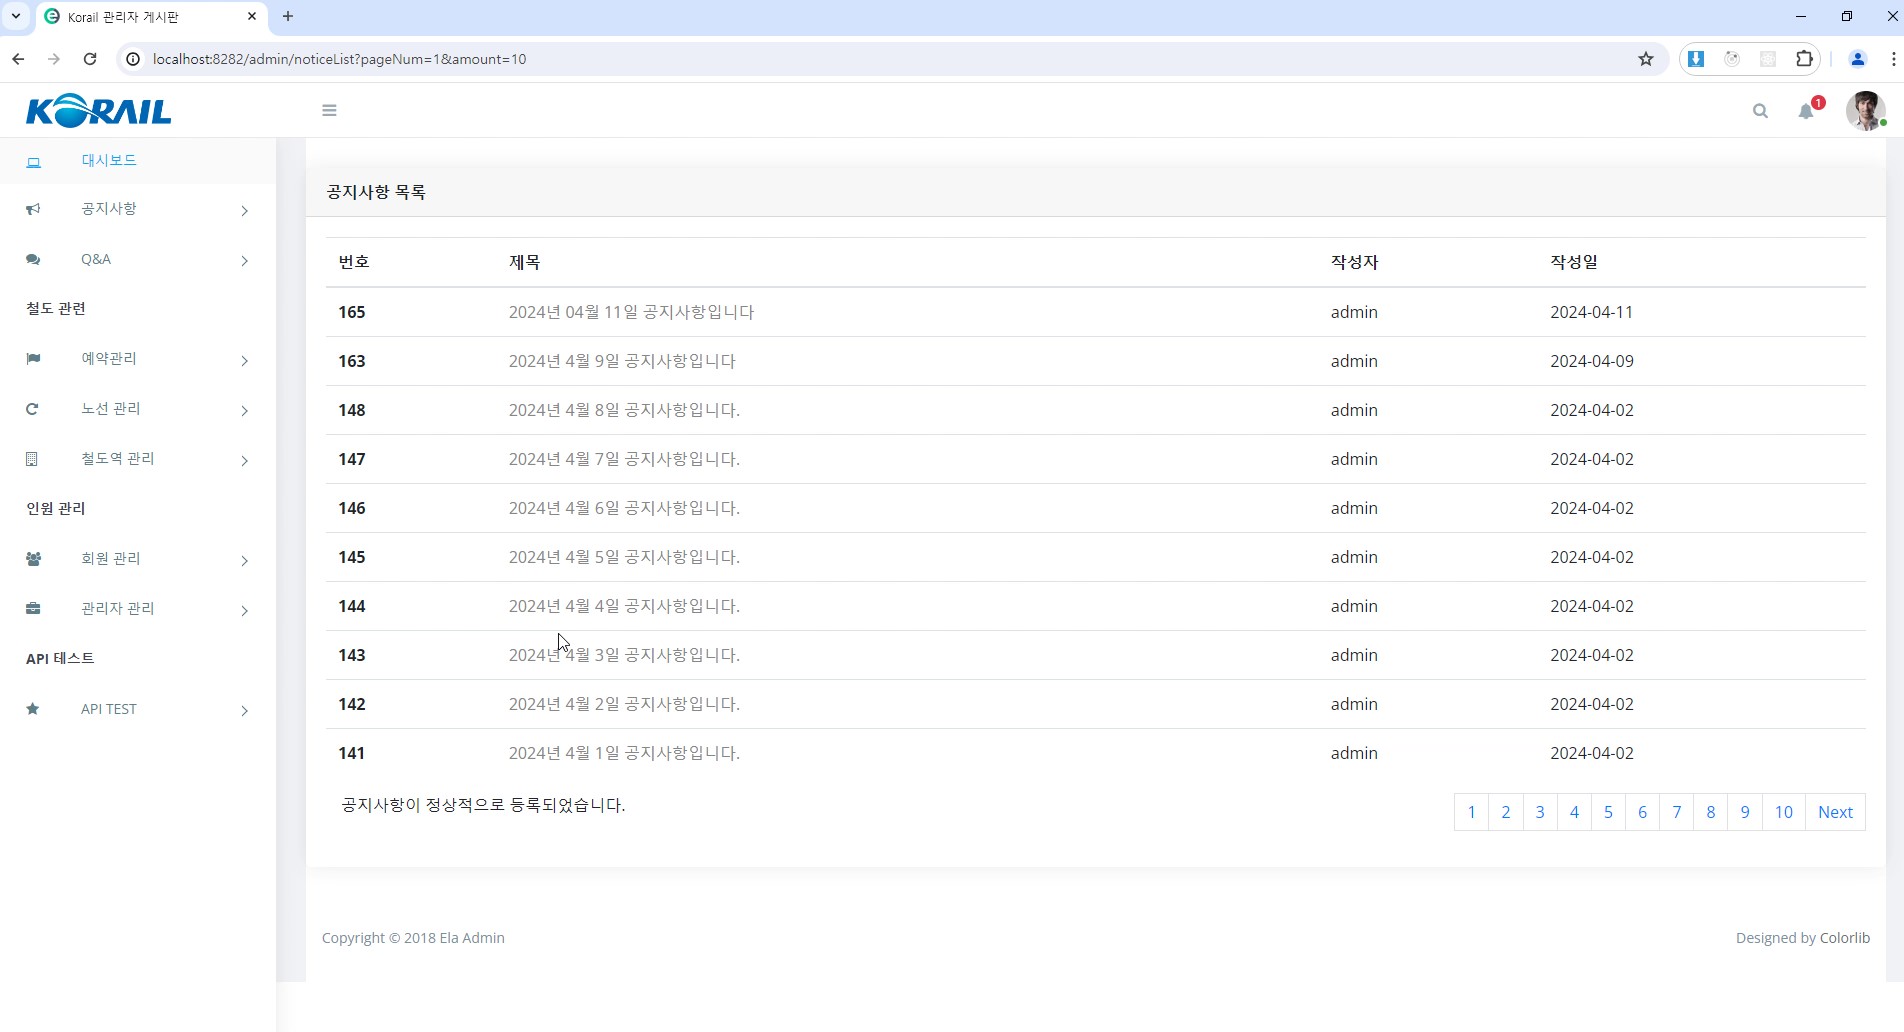 Korail 관리자 게시판
localhost:8282/admin/noticeList?pageNum=1&amount=10
KORAIL
1
대시보드
공지사항
Q&A
철도 관련
예약관리
노선 관리
철도역 관리
인원 관리
회원 관리
관리자 관리
API 테스트
API TEST
공지사항 목록
번호 제목 작성자 작성일
165 2024년 04월 11일 공지사항입니다 admin 2024-04-11
163 2024년 4월 9일 공지사항입니다 admin 2024-04-09
148 2024년 4월 8일 공지사항입니다. admin 2024-04-02
147 2024년 4월 7일 공지사항입니다. admin 2024-04-02
146 2024년 4월 6일 공지사항입니다. admin 2024-04-02
145 2024년 4월 5일 공지사항입니다. admin 2024-04-02
144 2024년 4월 4일 공지사항입니다. admin 2024-04-02
143 2024년 4월 3일 공지사항입니다. admin 2024-04-02
142 2024년 4월 2일 공지사항입니다. admin 2024-04-02
141 2024년 4월 1일 공지사항입니다. admin 2024-04-02
공지사항이 정상적으로 등록되었습니다.
1 2 3 4 5 6 7 8 9 10 Next
Copyright © 2018 Ela Admin
Designed by Colorlib